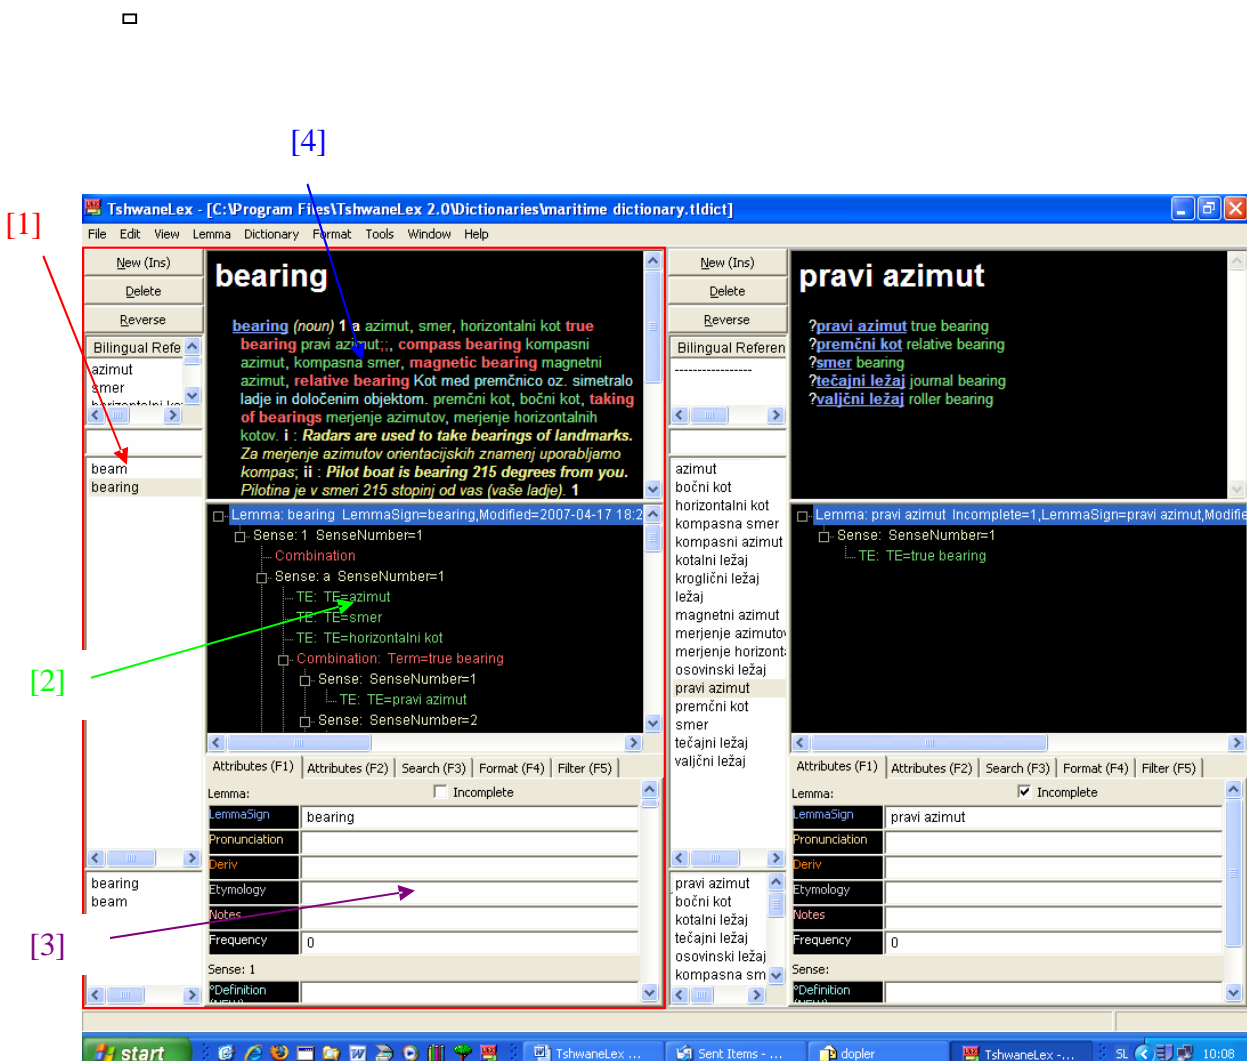 [4]
[1]
TshwaneLex - [C:\Program Files\TshwaneLex 2.0\Dictionaries\maritime dictionary.tldict]
File Edit View Lemma Dictionary Format Tools Window Help
New (Ins)
Delete
Reverse
Bilingual Refe
azimut
smer
beam
bearing
bearing
beam
bearing
bearing (noun) 1 a azimut, smer, horizontalni kot true
bearing pravi azimut;;, compass bearing kompasni
azimut, kompasna smer, magnetic bearing magnetni
azimut, relative bearing Kot med premčnico oz. simetralo
ladje in določenim objektom. premčni kot, bočni kot, taking
of bearings merjenje azimutov, merjenje horizontalnih
kotov. i : Radars are used to take bearings of landmarks.
Za merjenje azimutov orientacijskih znamenj uporabljamo
kompas; ii : Pilot boat is bearing 215 degrees from you.
Pilotina je v smeri 215 stopinj od vas (vaše ladje). 1
Lemma: bearing LemmaSign=bearing,Modified=2007-04-17 18:2
Sense: 1 SenseNumber=1
Combination
Sense: a SenseNumber=1
TE: TE=azimut
TE: TE=smer
TE: TE=horizontalni kot
Combination: Term=true bearing
Sense: SenseNumber=1
TE: TE=pravi azimut
Sense: SenseNumber=2
[2]
[3]
Attributes (F1) Attributes (F2) Search (F3) Format (F4) Filter (F5)
Lemma: Incomplete
LemmaSign bearing
Pronunciation
Deriv
Etymology
Notes
Frequency 0
Sense: 1
°Definition
New (Ins)
Delete
Reverse
Bilingual Referen
-----------------
azimut
bočni kot
horizontalni kot
kompasna smer
kompasni azimut
kotalni ležaj
kroglični ležaj
ležaj
magnetni azimut
merjenje azimutov
merjenje horizont
osovinski ležaj
pravi azimut
premčni kot
smer
tečajni ležaj
valjčni ležaj
pravi azimut
bočni kot
kotalni ležaj
tečajni ležaj
osovinski ležaj
kompasna sm
pravi azimut
?pravi azimut true bearing
?premčni kot relative bearing
?smer bearing
?tečajni ležaj journal bearing
?valjčni ležaj roller bearing
Lemma: pravi azimut Incomplete=1,LemmaSign=pravi azimut,Modifie
Sense: SenseNumber=1
TE: TE=true bearing
Attributes (F1) Attributes (F2) Search (F3) Format (F4) Filter (F5)
Lemma: Incomplete
LemmaSign pravi azimut
Pronunciation
Deriv
Etymology
Notes
Frequency 0
Sense:
°Definition
start TshwaneLex ... Sent Items - ... dopler TshwaneLex -... SL 10:08